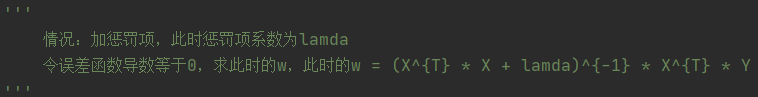 '''
情况：加惩罚项，此时惩罚项系数为lamda
令误差函数导数等于0，求此时的w，此时的w = (X^{T} * X + lamda)^{-1} * X^{T} * Y
'''